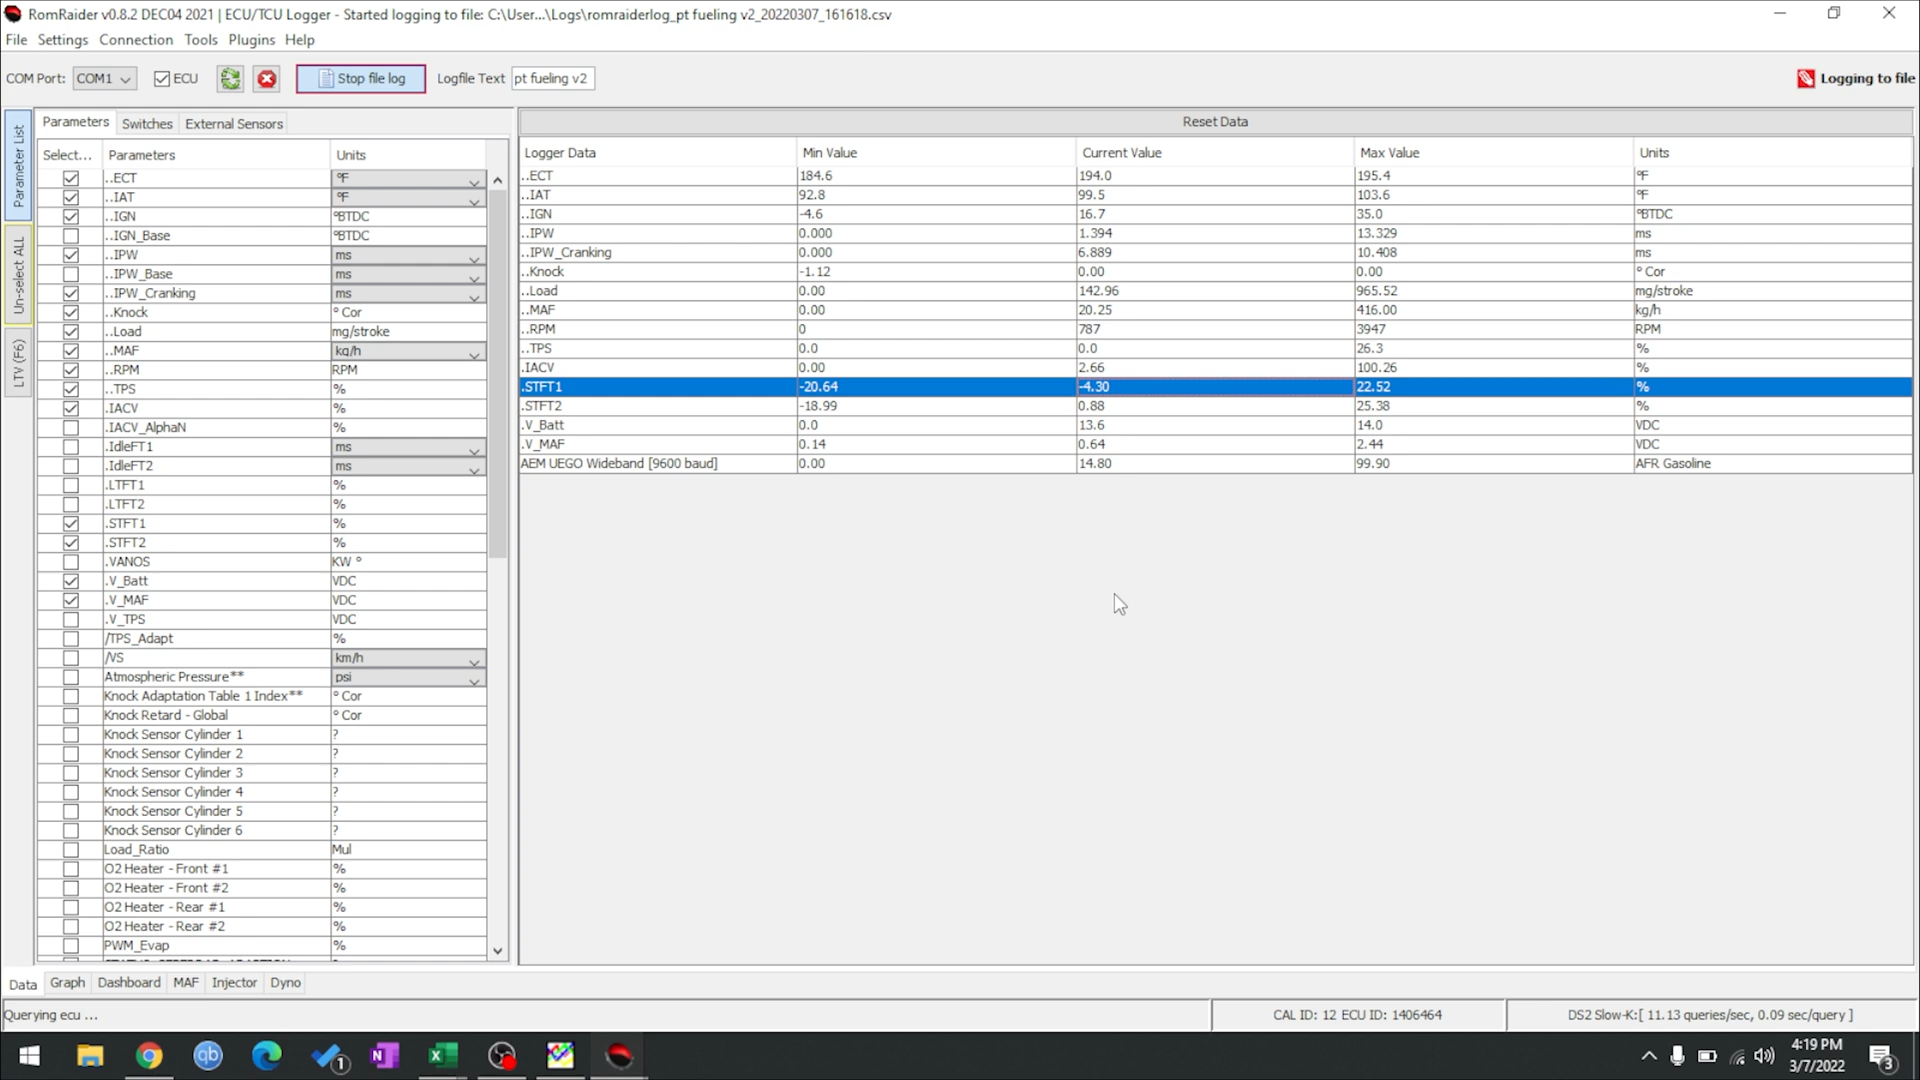 RomRaider v0.8.2 DEC04 2021 | ECU/TCU Logger - Started logging to file: C:\User...\Logs\romraiderlog_pt fueling v2_20220307_161618.csv
File Settings Connection Tools Plugins Help
COM Port: COM1 ECU Stop file log Logfile Text pt fueling v2 Logging to file
Parameter List
Un-select ALL
LTV (F6)
Parameters Switches External Sensors
Select... Parameters Units
..ECT °F
..IAT °F
..IGN °BTDC
..IGN_Base °BTDC
..IPW ms
..IPW_Base ms
..IPW_Cranking ms
..Knock ° Cor
..Load mg/stroke
..MAF kg/h
..RPM RPM
..TPS %
.IACV %
.IACV_AlphaN %
.IdleFT1 ms
.IdleFT2 ms
.LTFT1 %
.LTFT2 %
.STFT1 %
.STFT2 %
.VANOS KW °
.V_Batt VDC
.V_MAF VDC
.V_TPS VDC
/TPS_Adapt %
/VS km/h
Atmospheric Pressure** psi
Knock Adaptation Table 1 Index** ° Cor
Knock Retard - Global ° Cor
Knock Sensor Cylinder 1 ?
Knock Sensor Cylinder 2 ?
Knock Sensor Cylinder 3 ?
Knock Sensor Cylinder 4 ?
Knock Sensor Cylinder 5 ?
Knock Sensor Cylinder 6 ?
Load_Ratio Mul
O2 Heater - Front #1 %
O2 Heater - Front #2 %
O2 Heater - Rear #1 %
O2 Heater - Rear #2 %
PWM_Evap %
Reset Data
Logger Data Min Value Current Value Max Value Units
..ECT 184.6 194.0 195.4 °F
..IAT 92.8 99.5 103.6 °F
..IGN -4.6 16.7 35.0 °BTDC
..IPW 0.000 1.394 13.329 ms
..IPW_Cranking 0.000 6.889 10.408 ms
..Knock -1.12 0.00 0.00 ° Cor
..Load 0.00 142.96 965.52 mg/stroke
..MAF 0.00 20.25 416.00 kg/h
..RPM 0 787 3947 RPM
..TPS 0.0 0.0 26.3 %
.IACV 0.00 2.66 100.26 %
.STFT1 -20.64 -4.30 22.52 %
.STFT2 -18.99 0.88 25.38 %
.V_Batt 0.0 13.6 14.0 VDC
.V_MAF 0.14 0.64 2.44 VDC
AEM UEGO Wideband [9600 baud] 0.00 14.80 99.90 AFR Gasoline
Data Graph Dashboard MAF Injector Dyno
Querying ecu ... CAL ID: 12 ECU ID: 1406464 DS2 Slow-K:[ 11.13 queries/sec, 0.09 sec/query ]
qb 1 N X 4:19 PM
3/7/2022 3